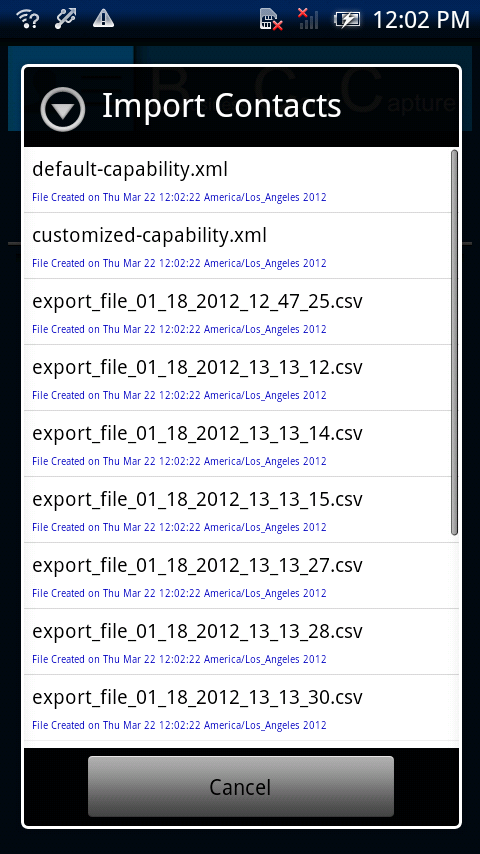 12:02 PM
B C Capture
Import Contacts
default-capability.xml
File Created on Thu Mar 22 12:02:22 America/Los_Angeles 2012
customized-capability.xml
File Created on Thu Mar 22 12:02:22 America/Los_Angeles 2012
export_file_01_18_2012_12_47_25.csv
File Created on Thu Mar 22 12:02:22 America/Los_Angeles 2012
export_file_01_18_2012_13_13_12.csv
File Created on Thu Mar 22 12:02:22 America/Los_Angeles 2012
export_file_01_18_2012_13_13_14.csv
File Created on Thu Mar 22 12:02:22 America/Los_Angeles 2012
export_file_01_18_2012_13_13_15.csv
File Created on Thu Mar 22 12:02:22 America/Los_Angeles 2012
export_file_01_18_2012_13_13_27.csv
File Created on Thu Mar 22 12:02:22 America/Los_Angeles 2012
export_file_01_18_2012_13_13_28.csv
File Created on Thu Mar 22 12:02:22 America/Los_Angeles 2012
export_file_01_18_2012_13_13_30.csv
File Created on Thu Mar 22 12:02:22 America/Los_Angeles 2012
Cancel